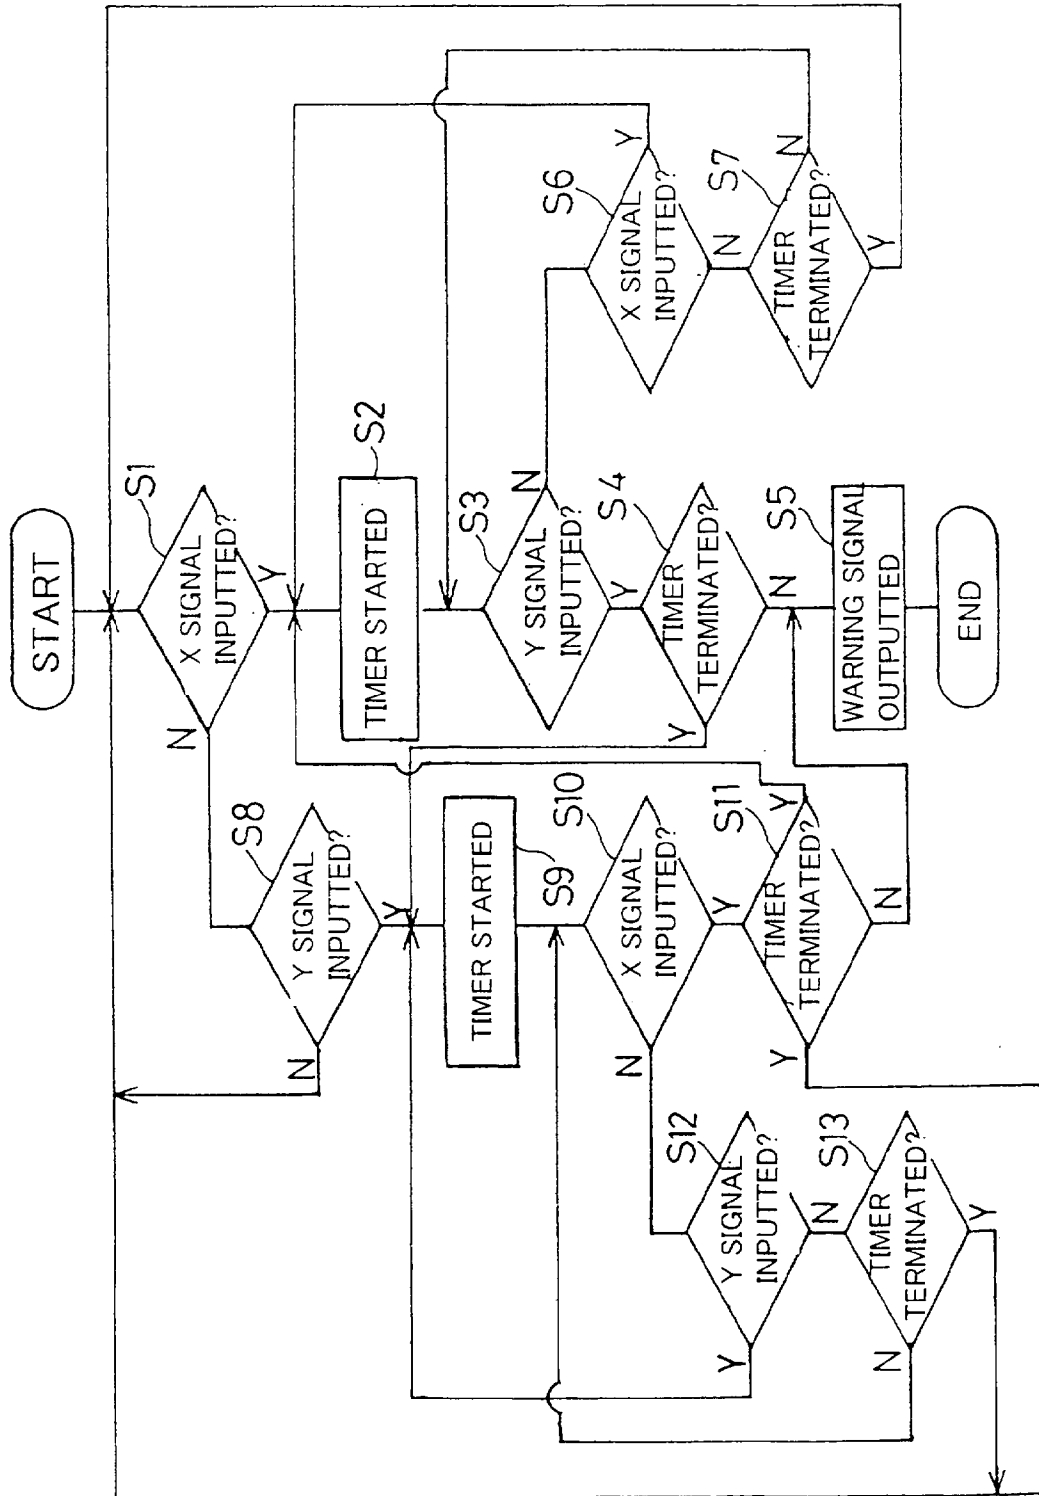 START
S1
X SIGNAL
INPUTTED?
N
Y
S2
TIMER STARTED
S3
Y SIGNAL
INPUTTED?
N
Y
S4
TIMER
TERMINATED?
Y
N
S5
WARNING SIGNAL
OUTPUTTED
END
S6
X SIGNAL
INPUTTED?
Y
N
S7
TIMER
TERMINATED?
N
Y
S8
Y SIGNAL
INPUTTED?
N
Y
TIMER STARTED
S9
S10
X SIGNAL
INPUTTED?
N
Y
S11
TIMER
TERMINATED?
Y
Y
N
S12
Y SIGNAL
INPUTTED?
Y
N
S13
TIMER
TERMINATED?
N
Y